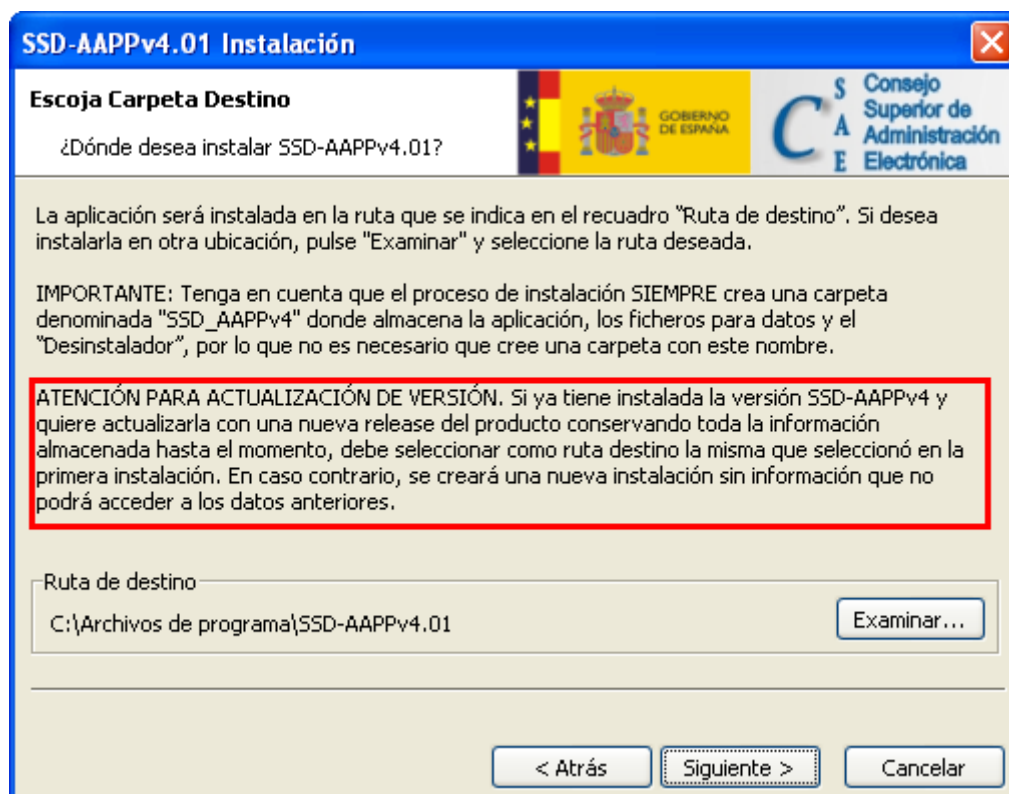 SSD-AAPPv4.01 Instalación
Escoja Carpeta Destino
¿Dónde desea instalar SSD-AAPPv4.01?
GOBIERNO
DE ESPAÑA
C
S
A
E
Consejo
Superior de
Administración
Electrónica
La aplicación será instalada en la ruta que se indica en el recuadro "Ruta de destino". Si desea
instalarla en otra ubicación, pulse "Examinar" y seleccione la ruta deseada.
IMPORTANTE: Tenga en cuenta que el proceso de instalación SIEMPRE crea una carpeta
denominada "SSD_AAPPv4" donde almacena la aplicación, los ficheros para datos y el
"Desinstalador", por lo que no es necesario que cree una carpeta con este nombre.
ATENCIÓN PARA ACTUALIZACIÓN DE VERSIÓN. Si ya tiene instalada la versión SSD-AAPPv4 y
quiere actualizarla con una nueva release del producto conservando toda la información
almacenada hasta el momento, debe seleccionar como ruta destino la misma que seleccionó en la
primera instalación. En caso contrario, se creará una nueva instalación sin información que no
podrá acceder a los datos anteriores.
Ruta de destino
C:\Archivos de programa\SSD-AAPPv4.01
Examinar...
< Atrás
Siguiente >
Cancelar